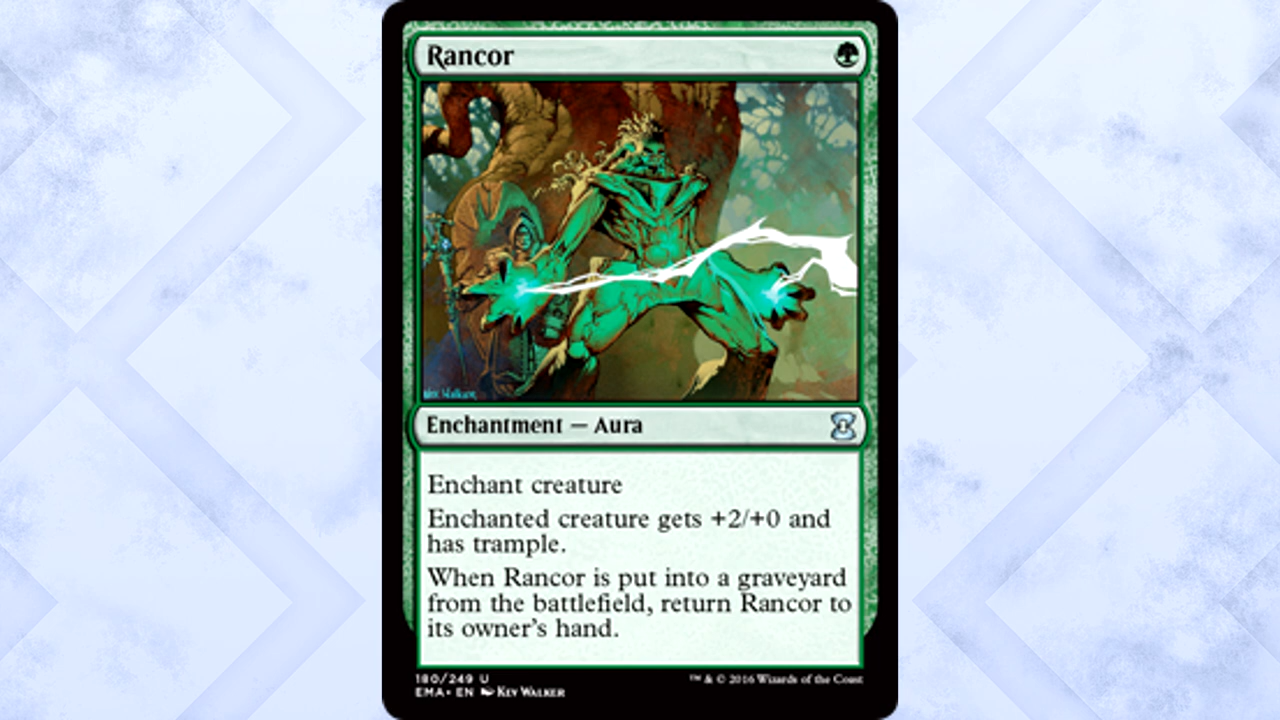 Rancor
Kev Walker
Enchantment — Aura
Enchant creature
Enchanted creature gets +2/+0 and
has trample.
When Rancor is put into a graveyard
from the battlefield, return Rancor to
its owner's hand.
180/249 U
™ & © 2016 Wizards of the Coast
EMA • EN Kev Walker